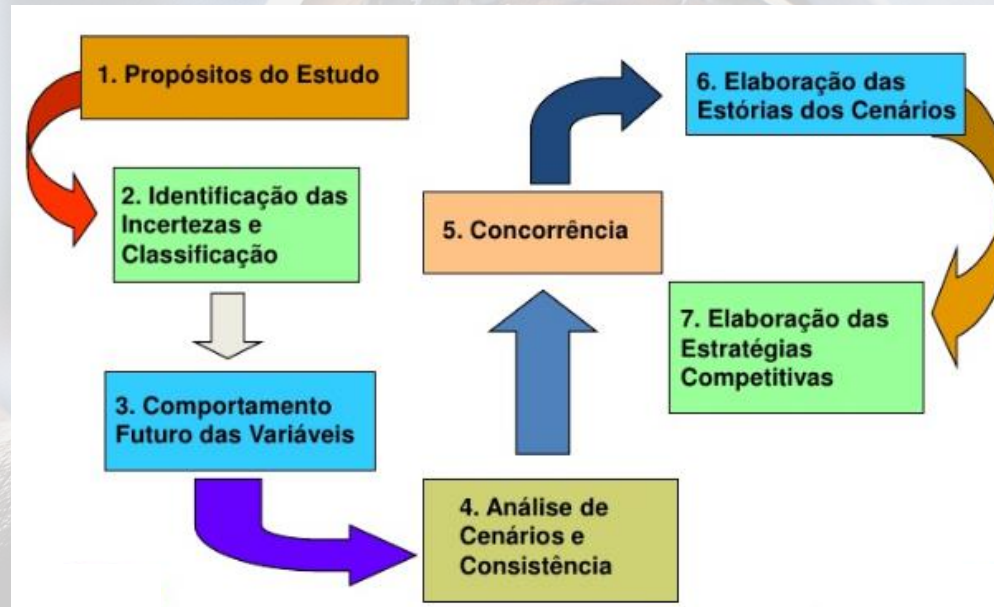 1. Propósitos do Estudo
2. Identificação das
Incertezas e
Classificação
3. Comportamento
Futuro das Variáveis
4. Análise de
Cenários e
Consistência
5. Concorrência
6. Elaboração das
Estórias dos Cenários
7. Elaboração das
Estratégias
Competitivas